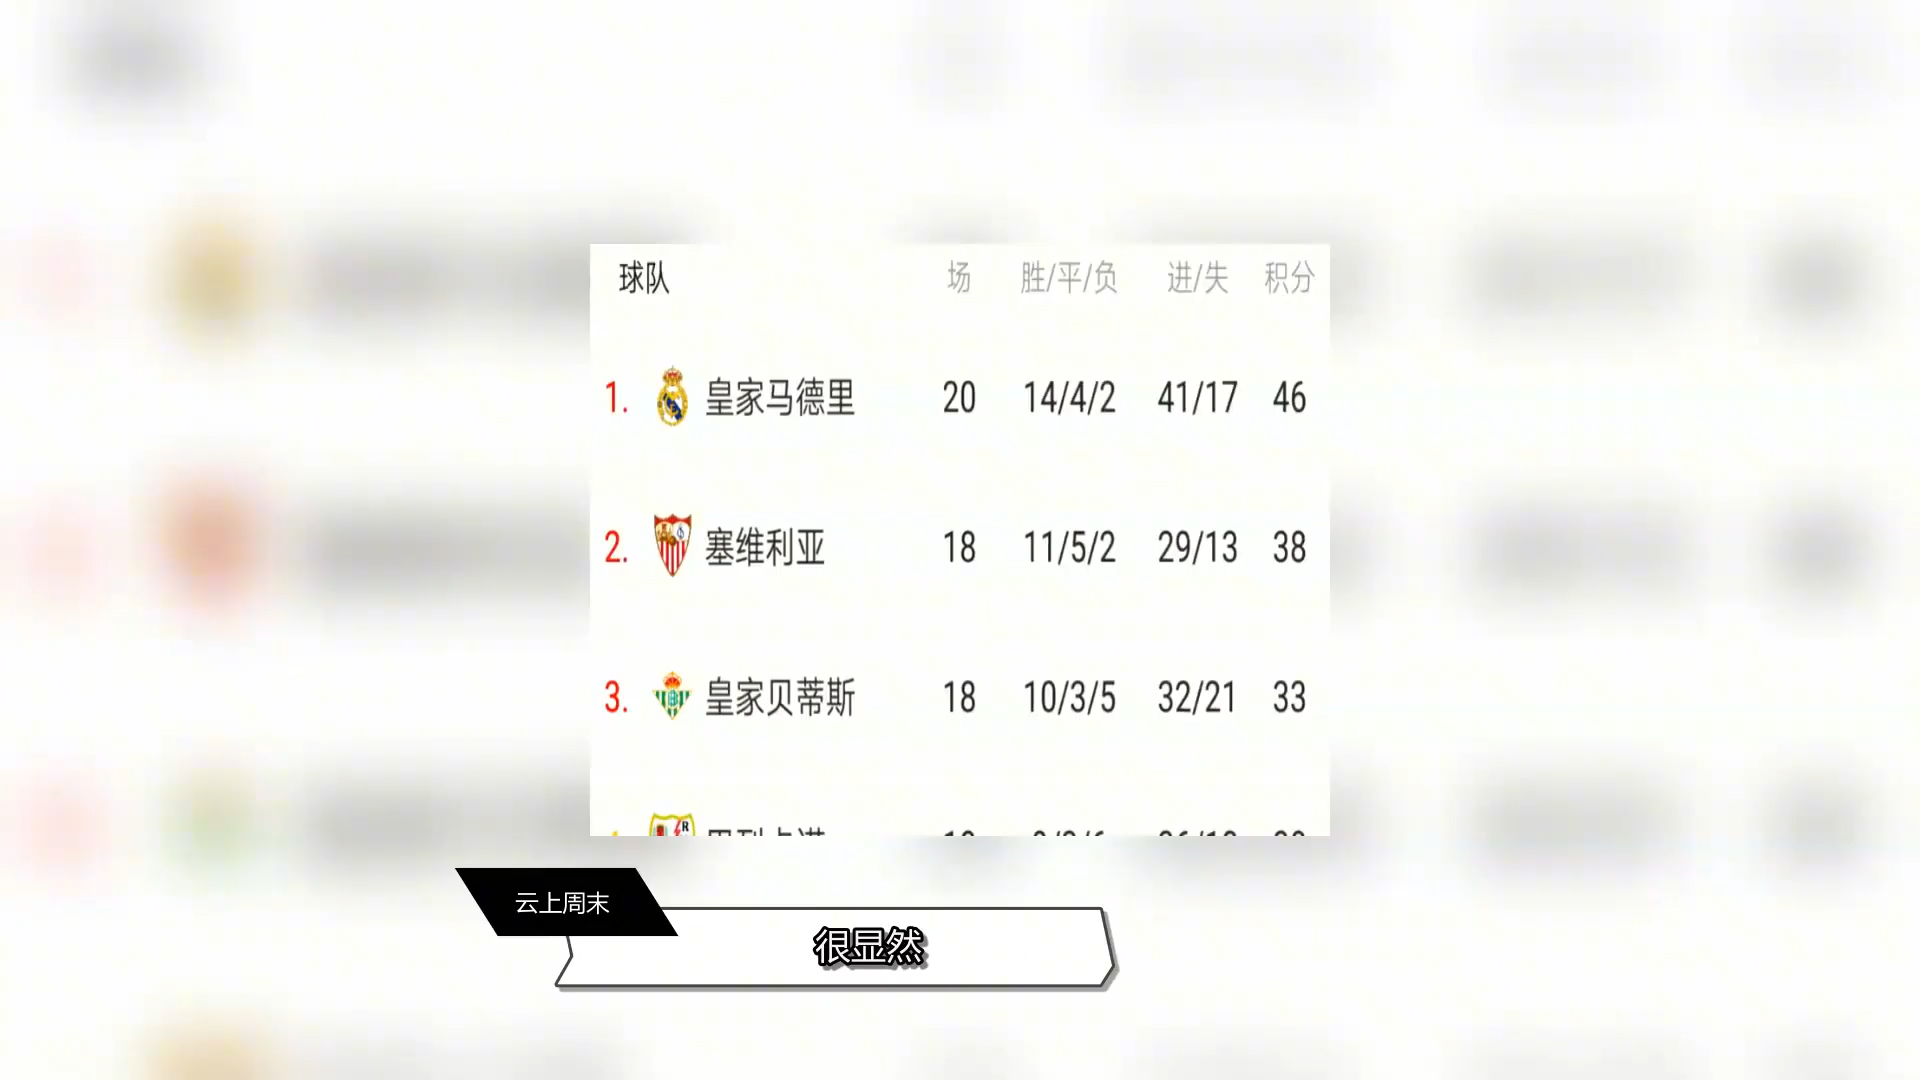 球队 场 胜/平/负 进/失 积分
1. 皇家马德里 20 14/4/2 41/17 46
2. 塞维利亚 18 11/5/2 29/13 38
3. 皇家贝蒂斯 18 10/3/5 32/21 33
云上周末
很显然